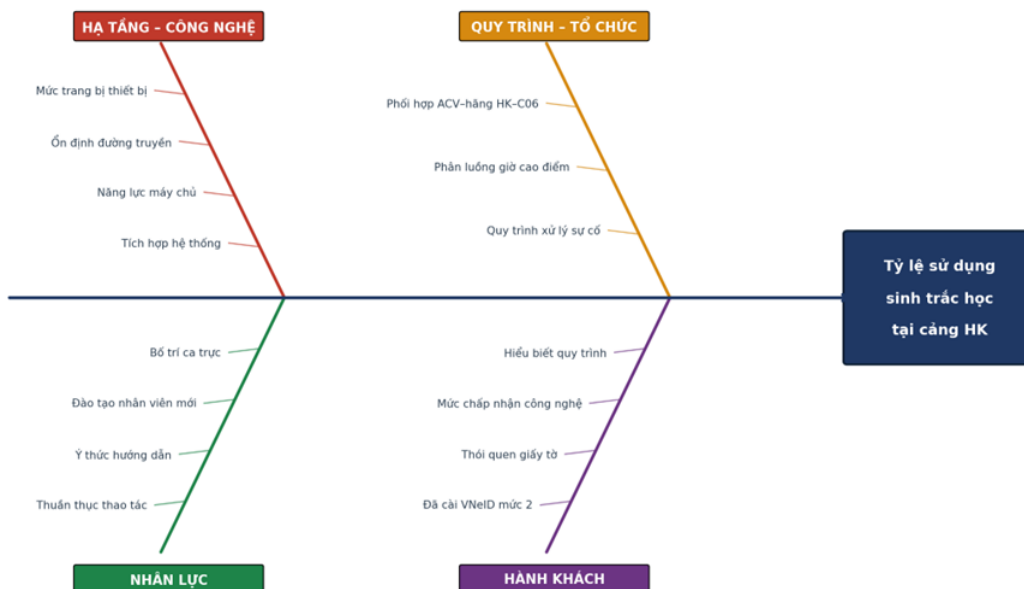 HẠ TẦNG – CÔNG NGHỆ
Mức trang bị thiết bị
Ổn định đường truyền
Năng lực máy chủ
Tích hợp hệ thống
QUY TRÌNH – TỔ CHỨC
Phối hợp ACV–hãng HK–C06
Phân luồng giờ cao điểm
Quy trình xử lý sự cố
Tỷ lệ sử dụng
sinh trắc học
tại cảng HK
Bố trí ca trực
Đào tạo nhân viên mới
Ý thức hướng dẫn
Thuần thục thao tác
NHÂN LỰC
Hiểu biết quy trình
Mức chấp nhận công nghệ
Thói quen giấy tờ
Đã cài VNeID mức 2
HÀNH KHÁCH